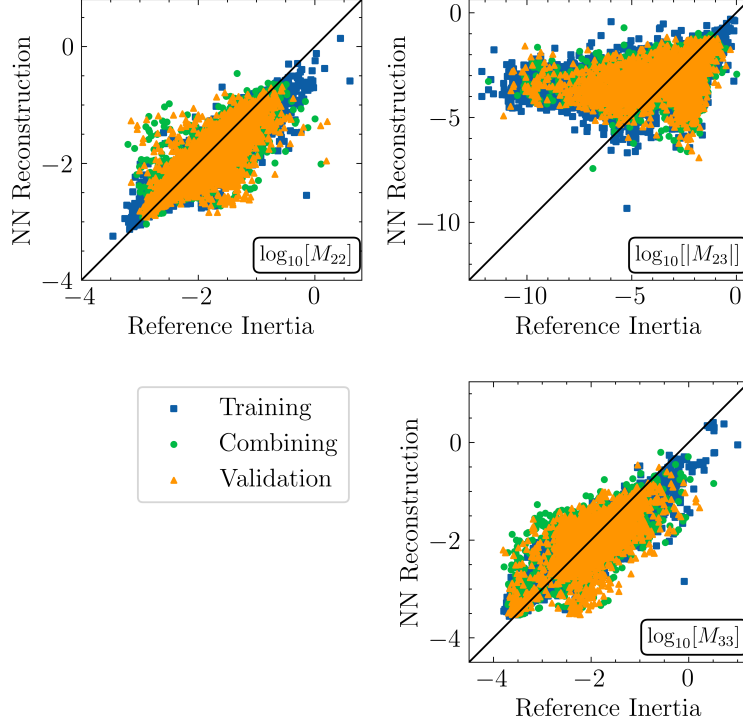 NN Reconstruction
0
−2
−4
−4
−2
0
Reference Inertia
log₁₀[M₂₂]
NN Reconstruction
0
−5
−10
−10
−5
0
Reference Inertia
log₁₀[|M₂₃|]
Training
Combining
Validation
NN Reconstruction
0
−2
−4
−4
−2
0
Reference Inertia
log₁₀[M₃₃]